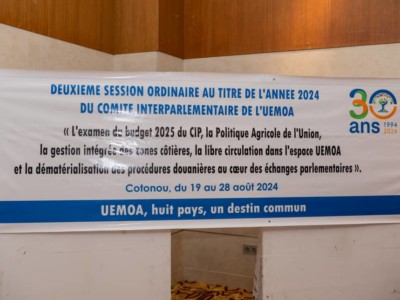 DEUXIEME SESSION ORDINAIRE AU TITRE DE L'ANNEE 2024
DU COMITE INTERPARLEMENTAIRE DE L'UEMOA
30
ans 1994
2024
« L'examen du budget 2025 du CIP, la Politique Agricole de l'Union,
la gestion intégrée des zones côtières, la libre circulation dans l'espace UEMOA
et la dématérialisation des procédures douanières au cœur des échanges parlementaires ».
Cotonou, du 19 au 28 août 2024
UEMOA, huit pays, un destin commun